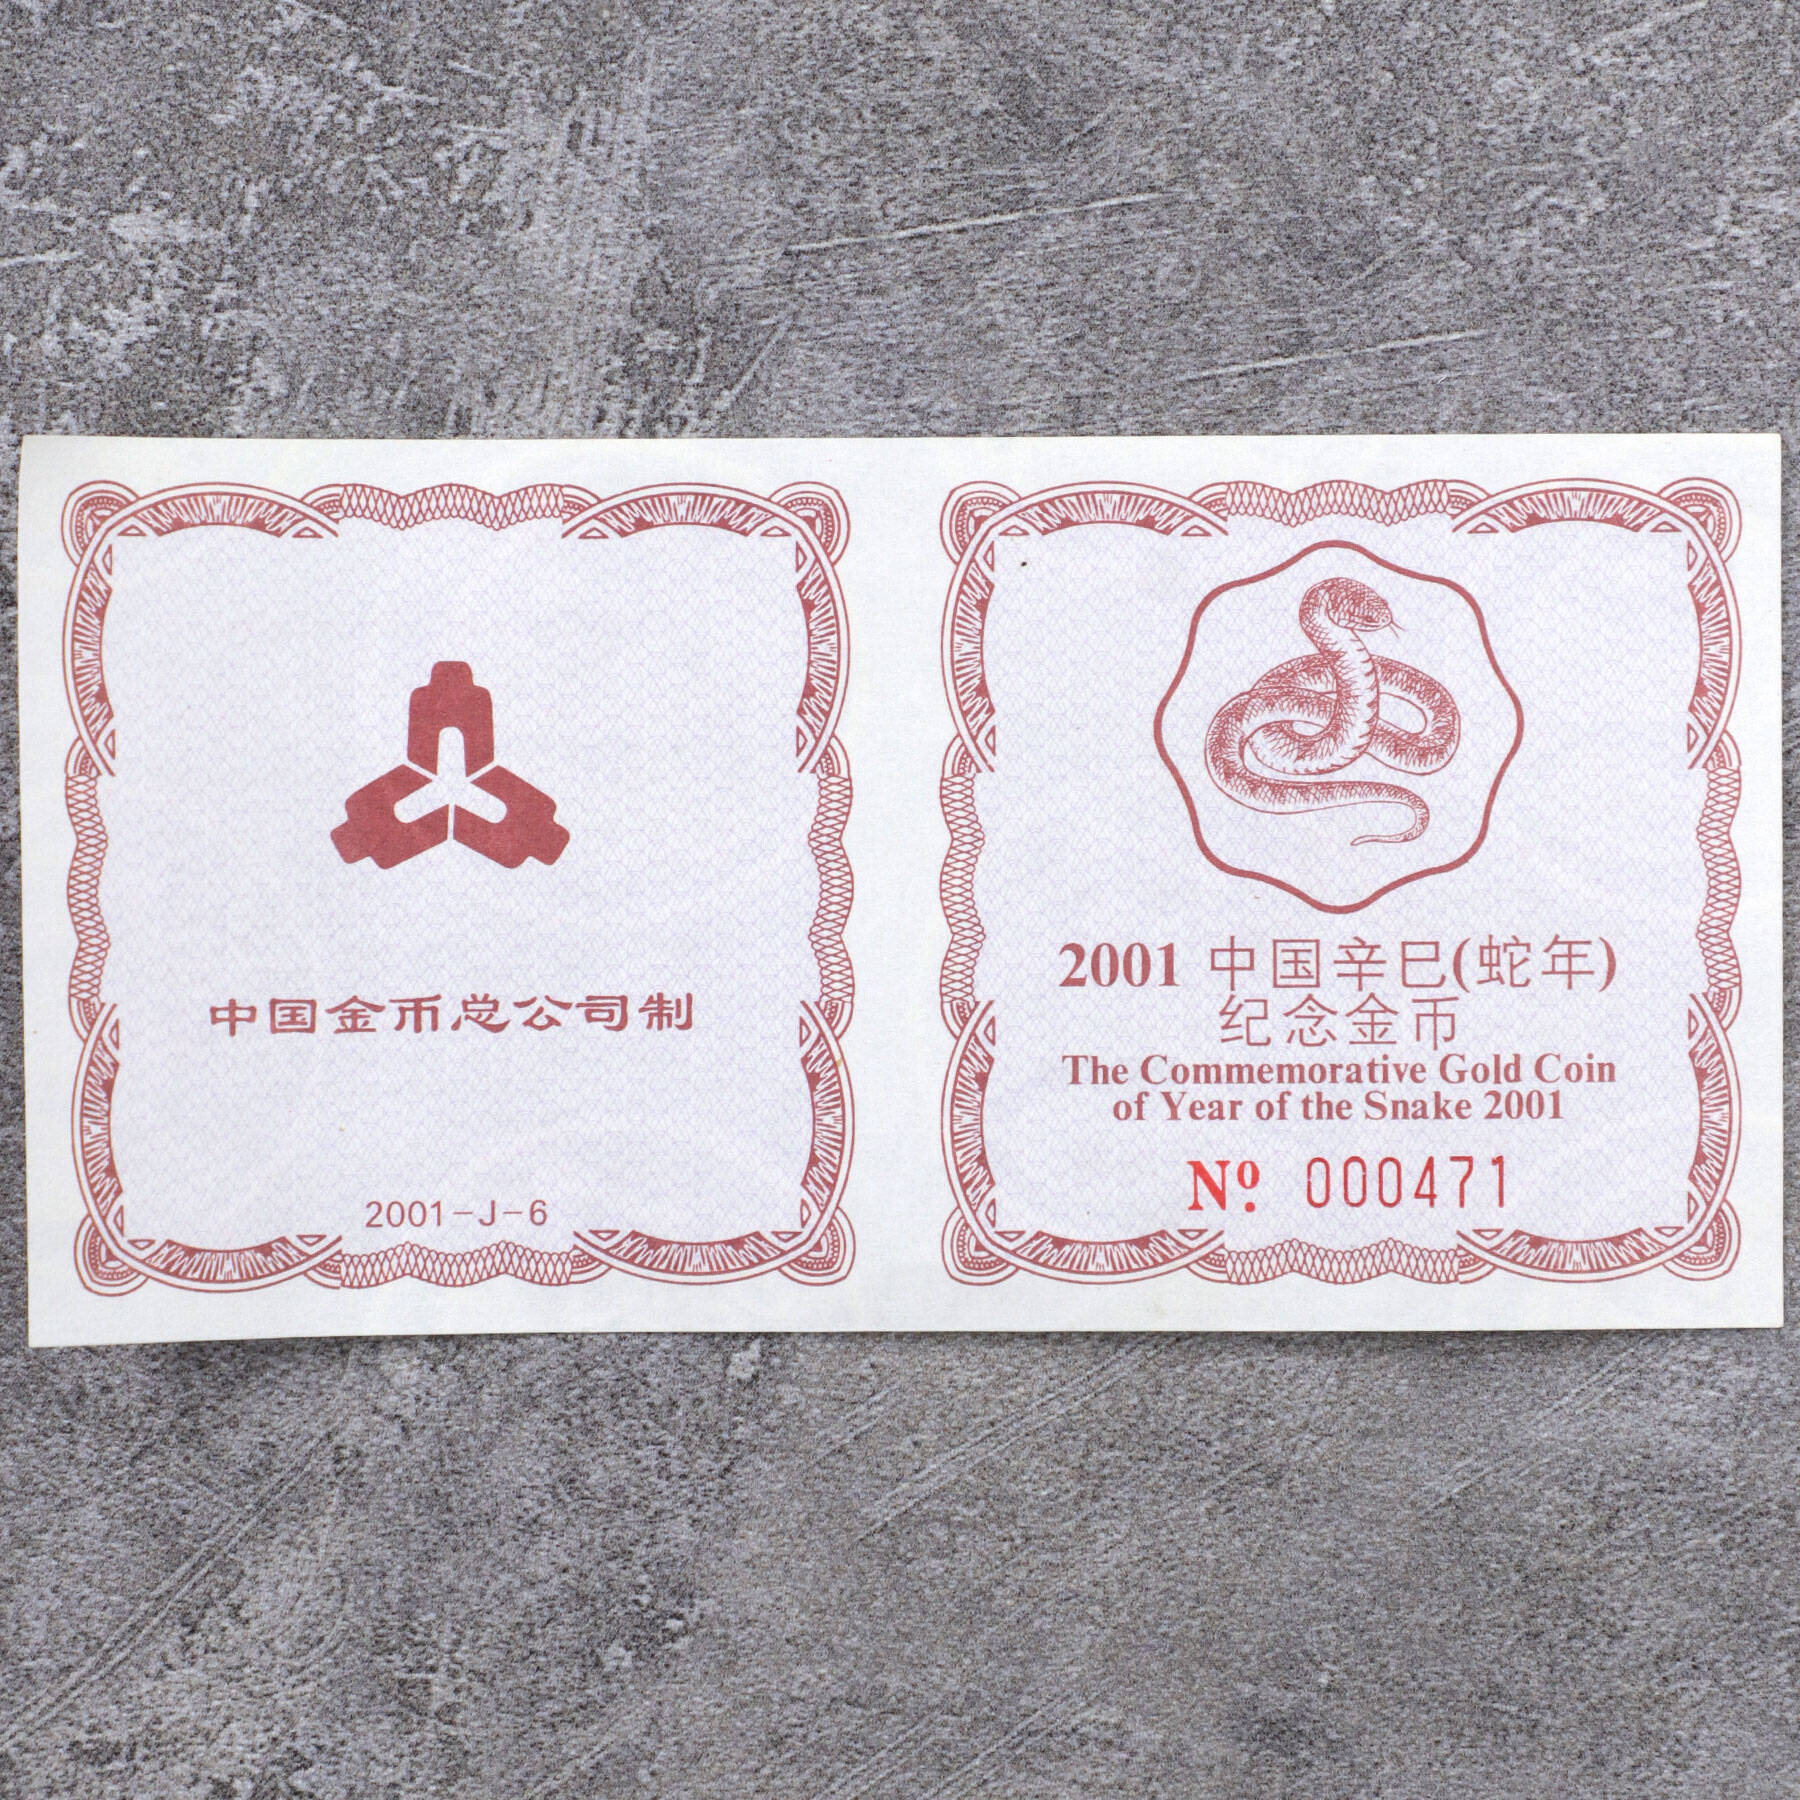 中国金币总公司制
2001-J-6
2001 中国辛巳(蛇年)
纪念金币
The Commemorative Gold Coin
of Year of the Snake 2001
Nº. 000471